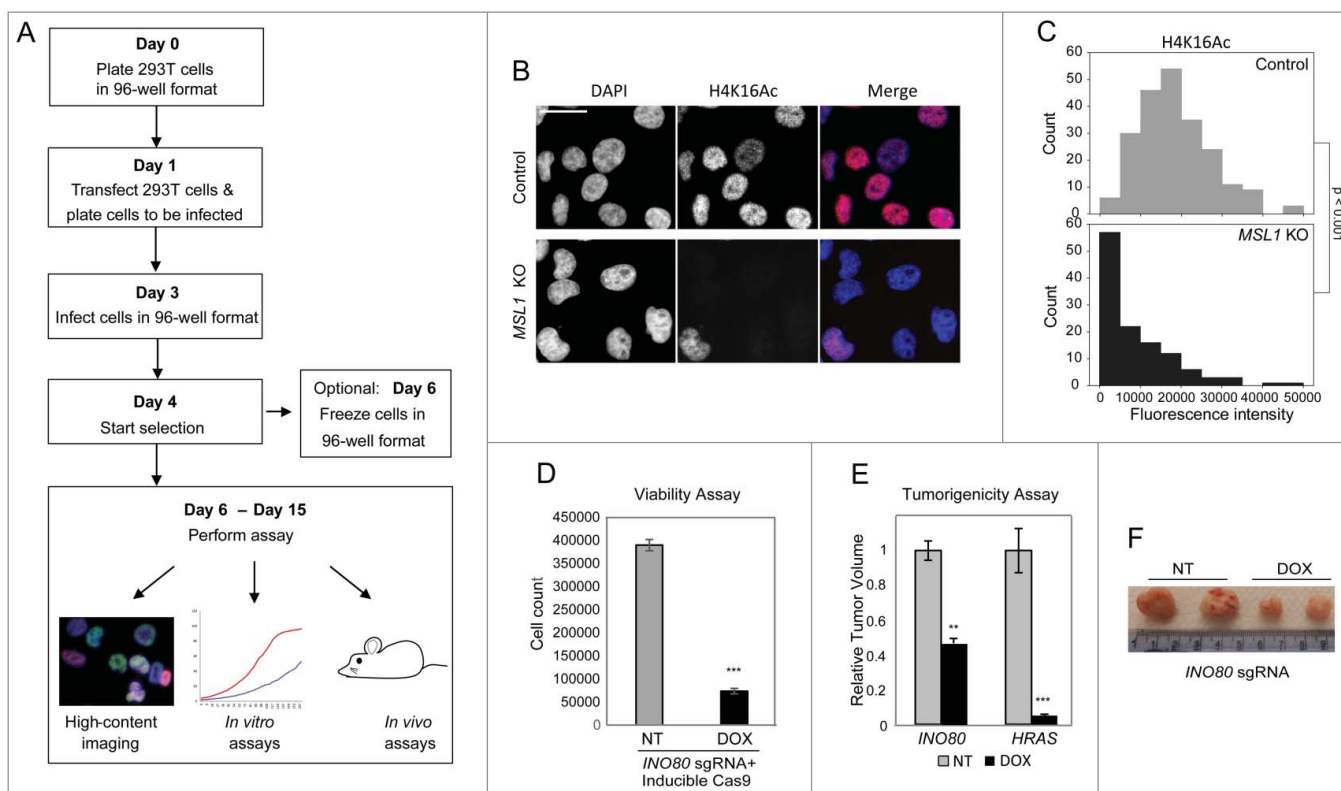 A
Day 0
Plate 293T cells
in 96-well format
Day 1
Transfect 293T cells &
plate cells to be infected
Day 3
Infect cells in 96-well format
Day 4
Start selection
Optional: Day 6
Freeze cells in
96-well format
Day 6 – Day 15
Perform assay
High-content
imaging
In vitro
assays
In vivo
assays
B
DAPI H4K16Ac Merge
Control
MSL1 KO
C
H4K16Ac
Control
Count
60
50
40
30
20
10
0
MSL1 KO
Count
60
50
40
30
20
10
0
0 10000 20000 30000 40000 50000
Fluorescence intensity
p < 0.001
D
Viability Assay
Cell count
450000
400000
350000
300000
250000
200000
150000
100000
50000
0
***
NT DOX
INO80 sgRNA+
Inducible Cas9
E
Tumorigenicity Assay
Relative Tumor Volume
1
0.8
0.6
0.4
0.2
0
**
***
INO80 HRAS
NT DOX
F
NT DOX
INO80 sgRNA